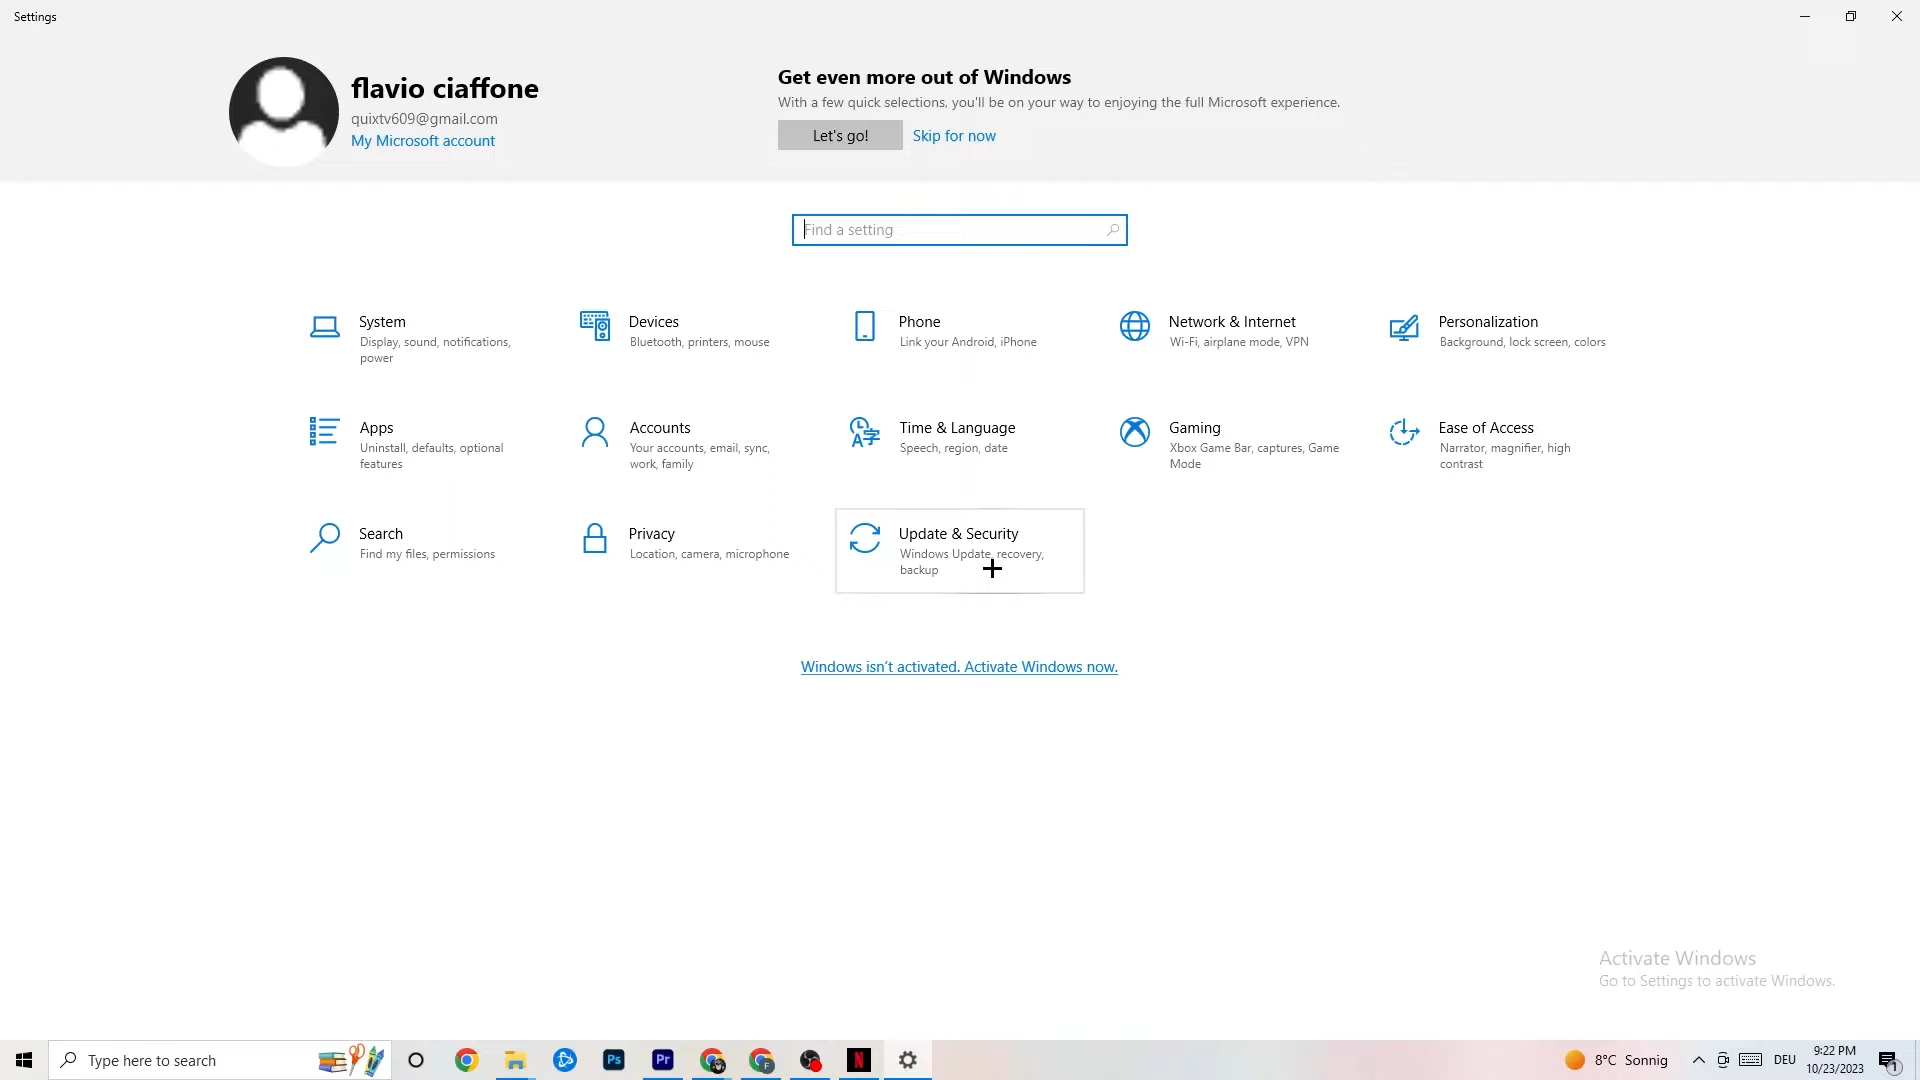 Settings
flavio ciaffone
quixtv609@gmail.com
My Microsoft account
Get even more out of Windows
With a few quick selections, you'll be on your way to enjoying the full Microsoft experience.
Let's go! Skip for now
Find a setting
System
Display, sound, notifications,
power
Devices
Bluetooth, printers, mouse
Phone
Link your Android, iPhone
Network & Internet
Wi-Fi, airplane mode, VPN
Personalization
Background, lock screen, colors
Apps
Uninstall, defaults, optional
features
Accounts
Your accounts, email, sync,
work, family
Time & Language
Speech, region, date
Gaming
Xbox Game Bar, captures, Game
Mode
Ease of Access
Narrator, magnifier, high
contrast
Search
Find my files, permissions
Privacy
Location, camera, microphone
Update & Security
Windows Update, recovery,
backup
Windows isn't activated. Activate Windows now.
Activate Windows
Go to Settings to activate Windows.
Type here to search
Ps
Pr
F
N
8°C Sonnig
DEU
9:22 PM
10/23/2023
1